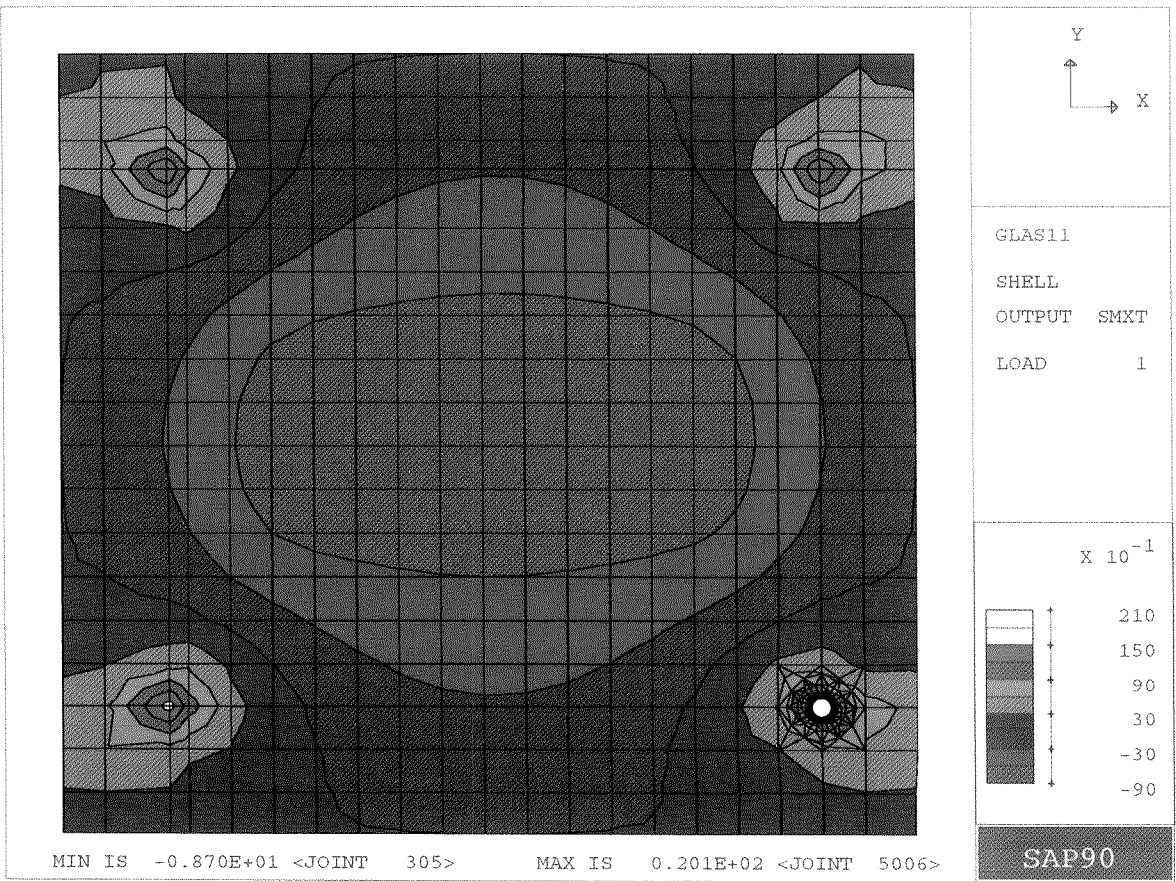 Y
X
GLAS11
SHELL
OUTPUT SMXT
LOAD 1
X 10-1
210
150
90
30
-30
-90
MIN IS -0.870E+01 <JOINT 305> MAX IS 0.201E+02 <JOINT 5006>
SAP90